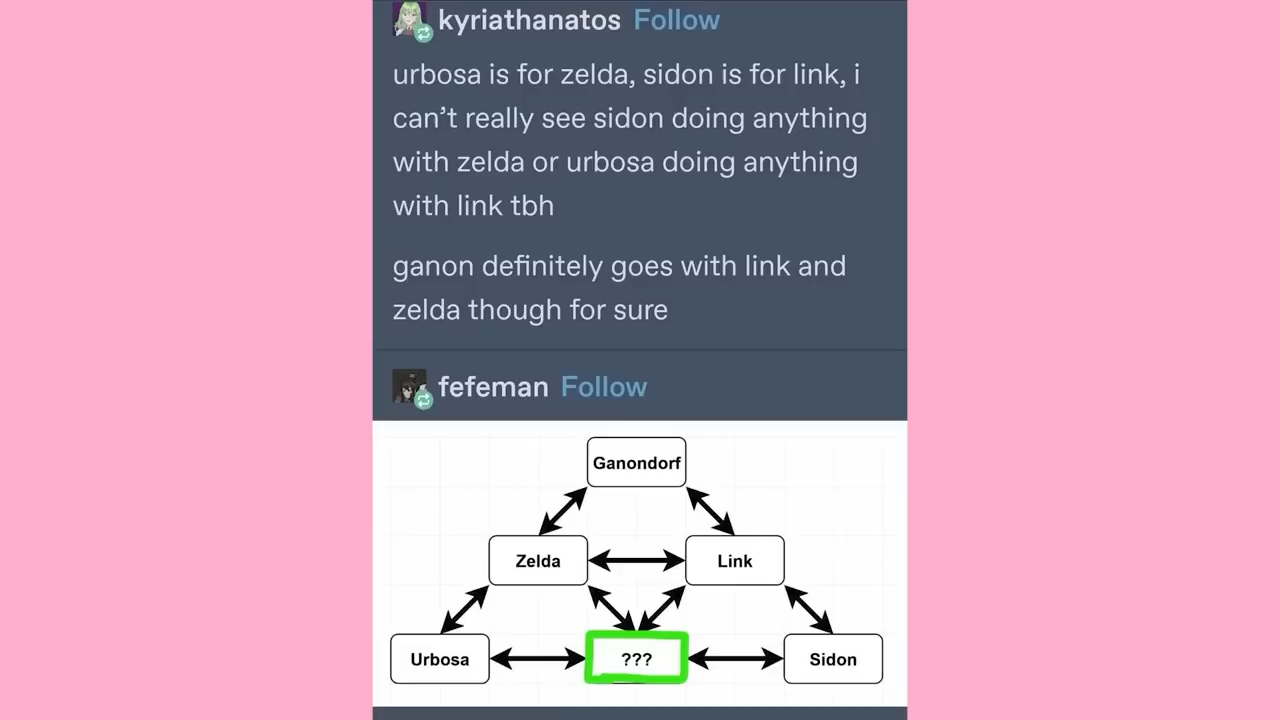 kyriathanatos Follow
urbosa is for zelda, sidon is for link, i
can't really see sidon doing anything
with zelda or urbosa doing anything
with link tbh
ganon definitely goes with link and
zelda though for sure
fefeman Follow
Ganondorf
Zelda Link
Urbosa ??? Sidon